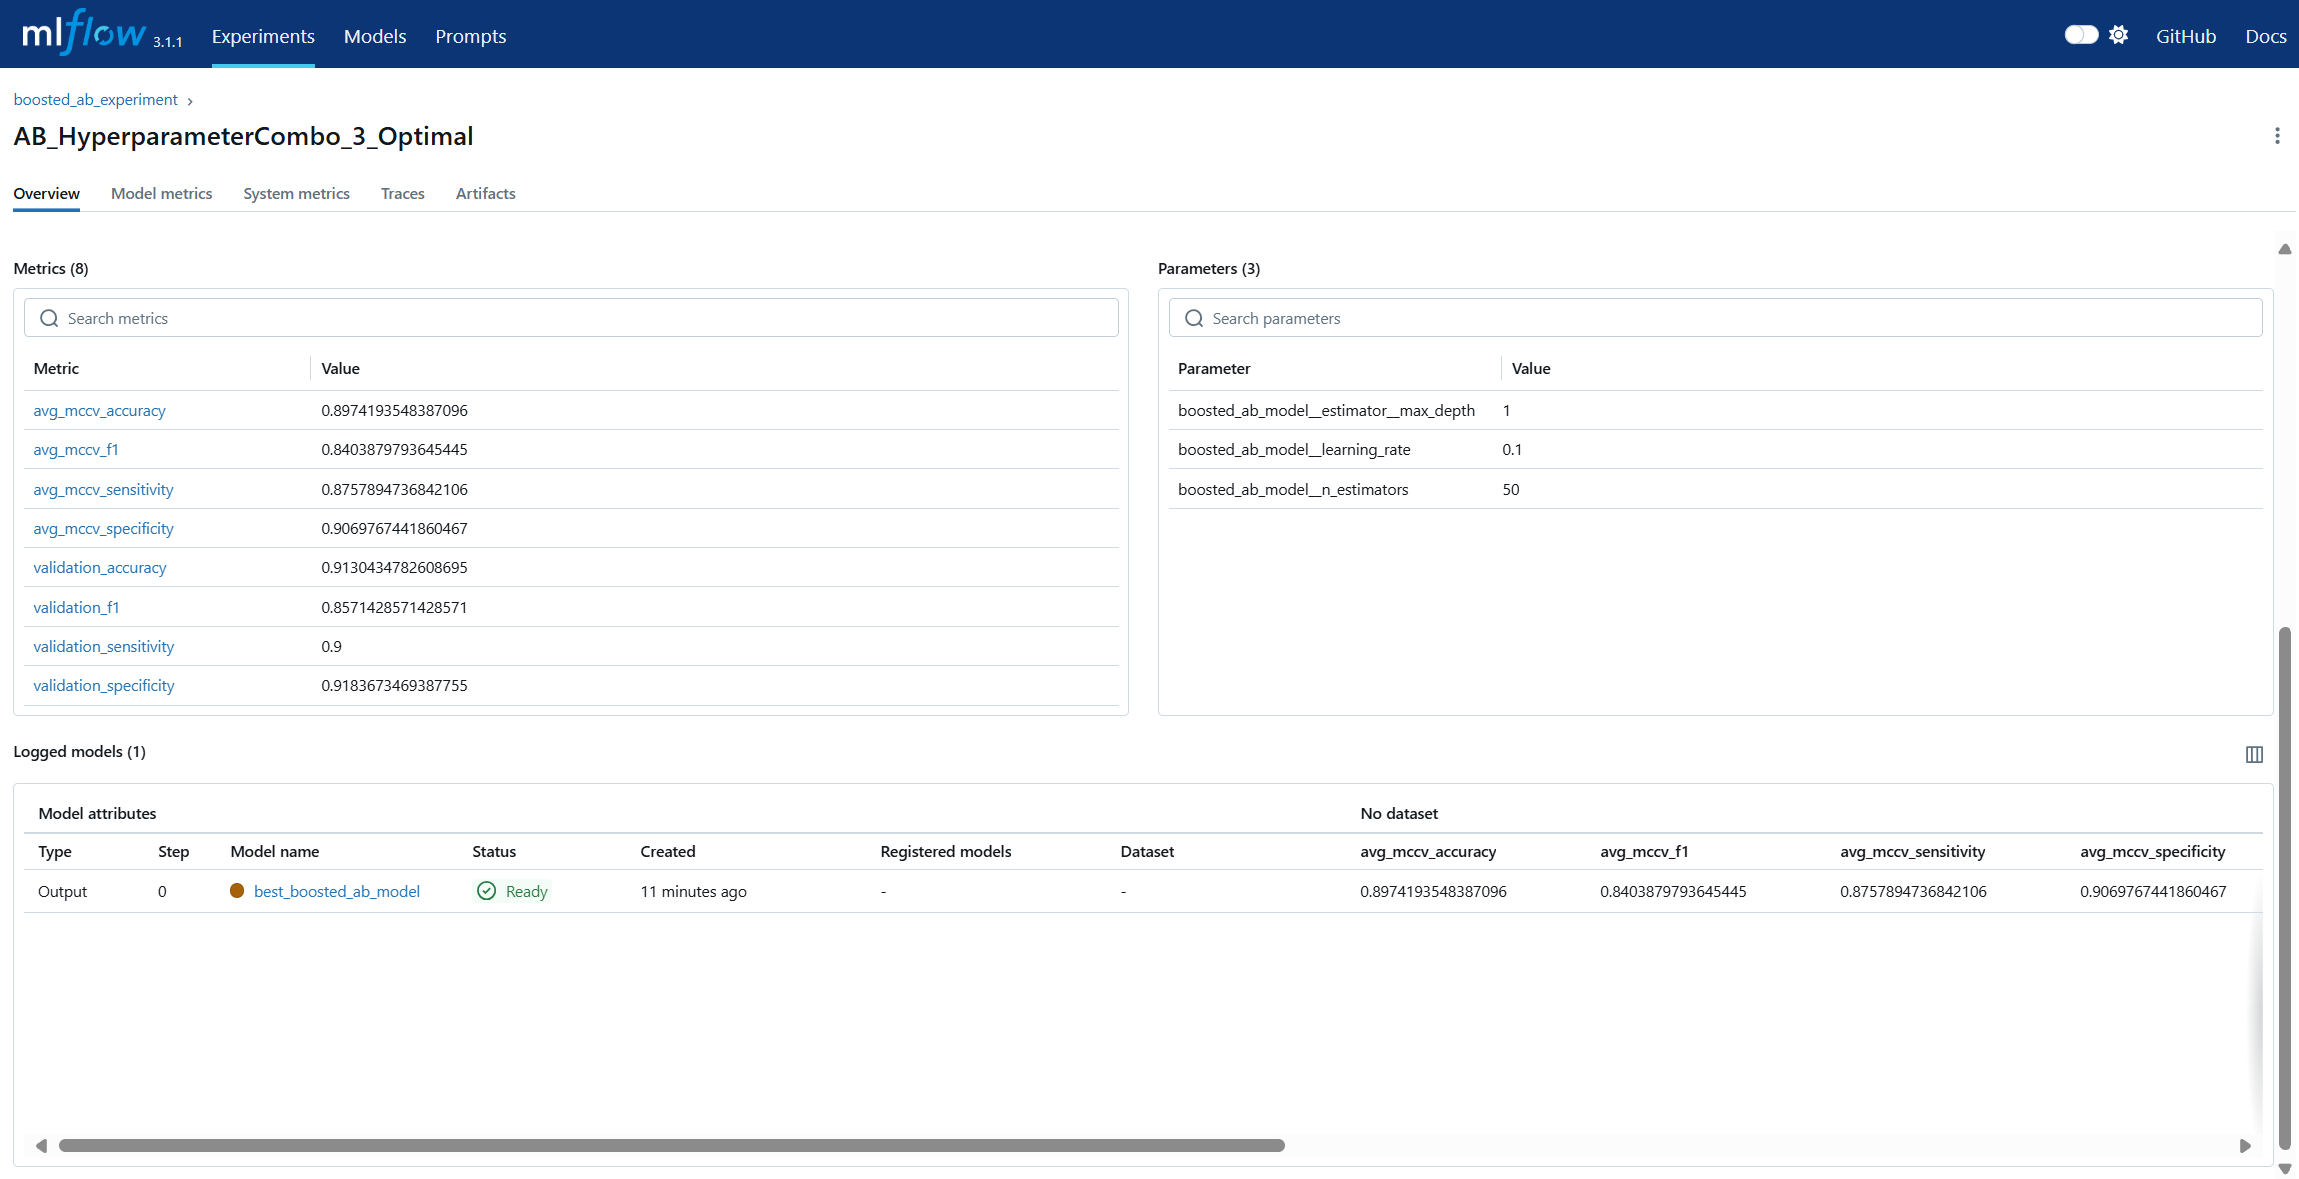 mlflow 3.1.1 Experiments Models Prompts GitHub Docs
boosted_ab_experiment ›
AB_HyperparameterCombo_3_Optimal
Overview Model metrics System metrics Traces Artifacts
Metrics (8)
Search metrics
Metric Value
avg_mccv_accuracy 0.8974193548387096
avg_mccv_f1 0.8403879793645445
avg_mccv_sensitivity 0.8757894736842106
avg_mccv_specificity 0.9069767441860467
validation_accuracy 0.9130434782608695
validation_f1 0.8571428571428571
validation_sensitivity 0.9
validation_specificity 0.9183673469387755
Parameters (3)
Search parameters
Parameter Value
boosted_ab_model__estimator__max_depth 1
boosted_ab_model__learning_rate 0.1
boosted_ab_model__n_estimators 50
Logged models (1)
Model attributes No dataset
Type Step Model name Status Created Registered models Dataset avg_mccv_accuracy avg_mccv_f1 avg_mccv_sensitivity avg_mccv_specificity
Output 0 best_boosted_ab_model Ready 11 minutes ago - - 0.8974193548387096 0.8403879793645445 0.8757894736842106 0.9069767441860467